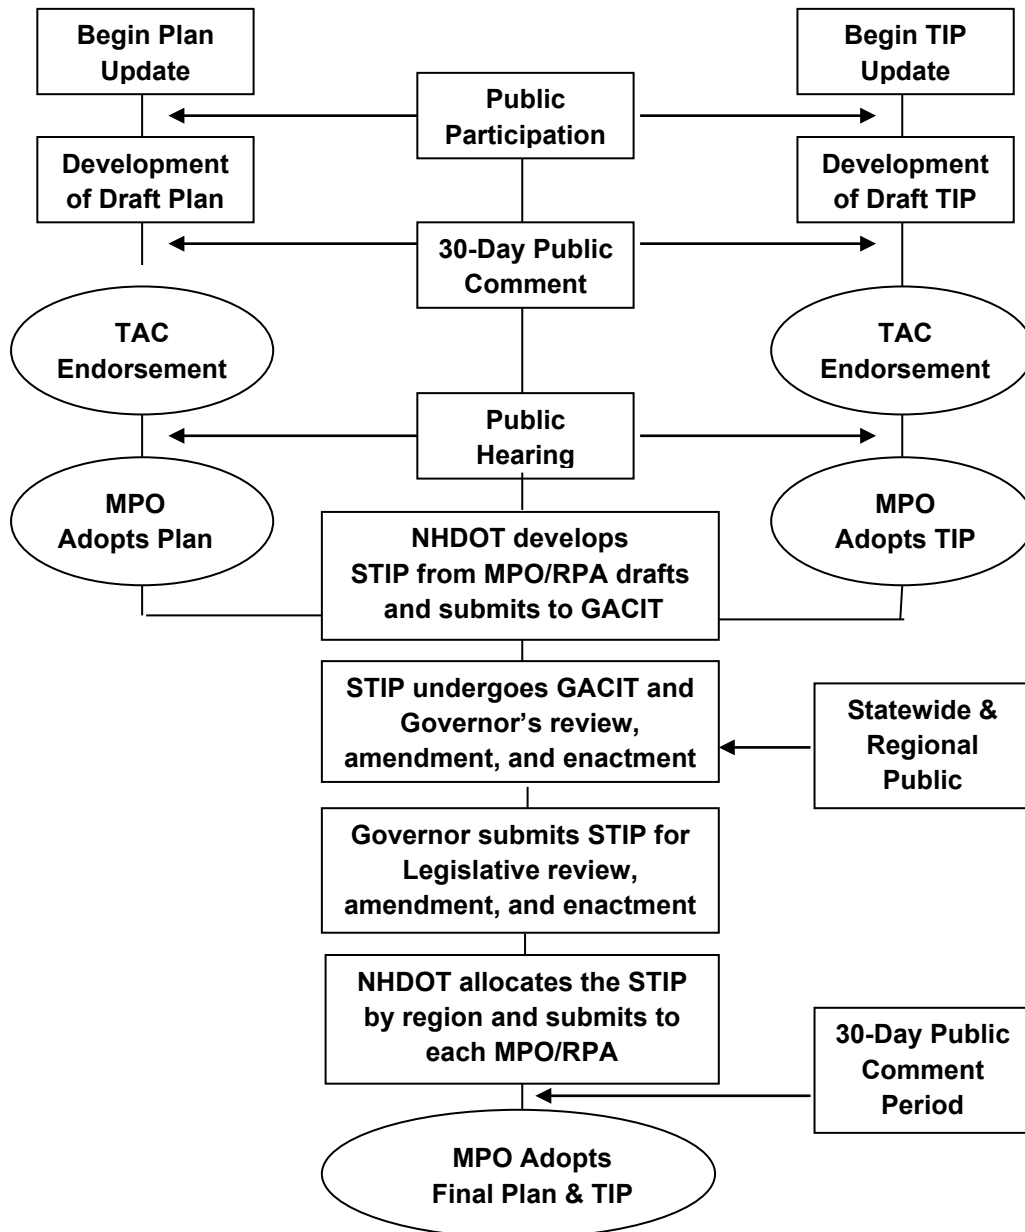 Begin Plan
Update
Begin TIP
Update
Public
Participation
Development
of Draft Plan
Development
of Draft TIP
30-Day Public
Comment
TAC
Endorsement
TAC
Endorsement
Public
Hearing
MPO
Adopts Plan
MPO
Adopts TIP
NHDOT develops
STIP from MPO/RPA drafts
and submits to GACIT
STIP undergoes GACIT and
Governor’s review,
amendment, and enactment
Statewide &
Regional
Public
Governor submits STIP for
Legislative review,
amendment, and enactment
NHDOT allocates the STIP
by region and submits to
each MPO/RPA
30-Day Public
Comment
Period
MPO Adopts
Final Plan & TIP